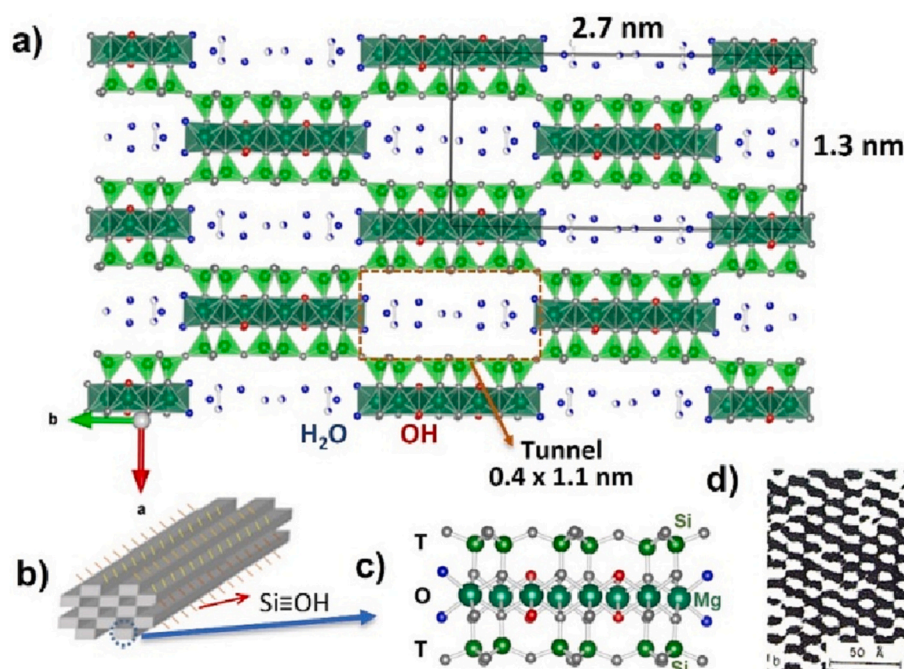 a)
2.7 nm
1.3 nm
b
a
H₂O
OH
Tunnel
0.4 x 1.1 nm
b)
Si≡OH
c)
T
O
T
Si
Mg
Si
d)
b
50 Å